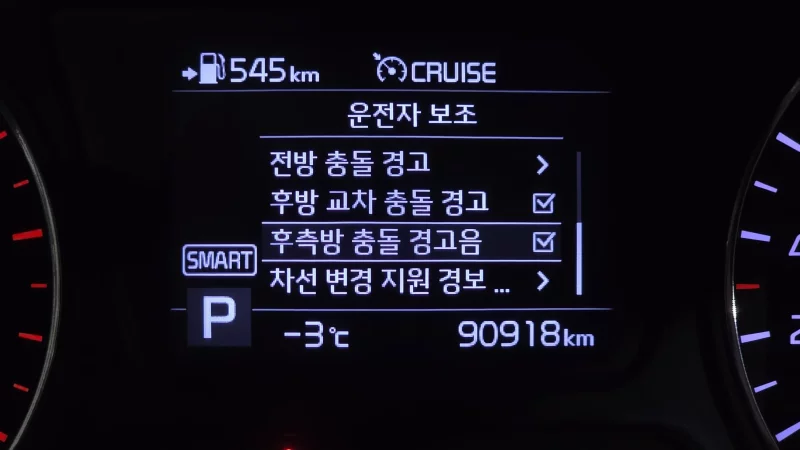 545km CRUISE
운전자 보조
전방 충돌 경고
후방 교차 충돌 경고
후측방 충돌 경고음
SMART
차선 변경 지원 경보 ...
P
-3℃ 90918km